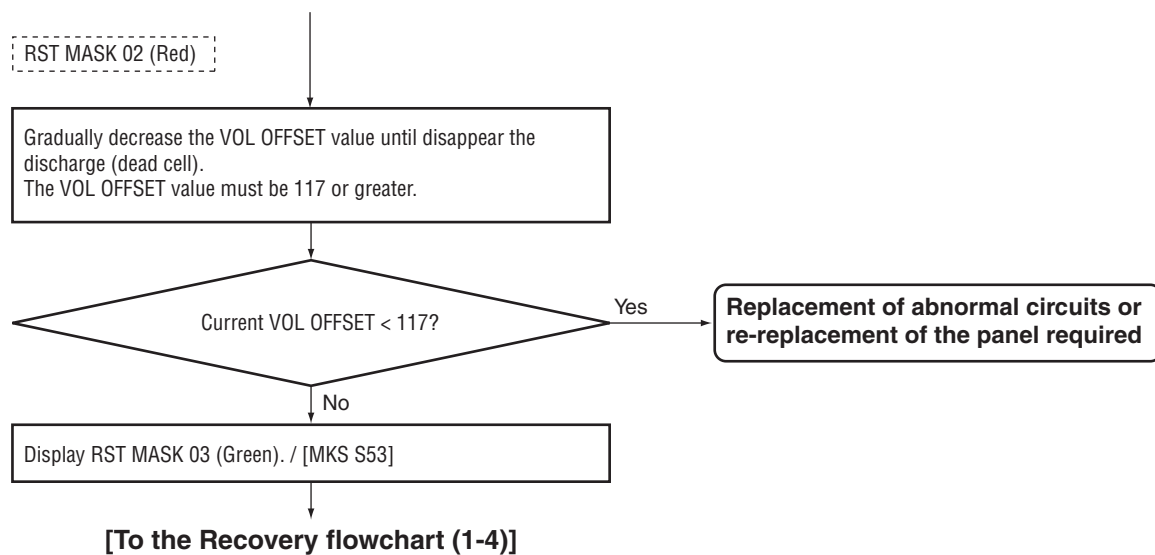 RST MASK 02 (Red)
Gradually decrease the VOL OFFSET value until disappear the
discharge (dead cell).
The VOL OFFSET value must be 117 or greater.
Current VOL OFFSET < 117?
Yes
Replacement of abnormal circuits or
re-replacement of the panel required
No
Display RST MASK 03 (Green). / [MKS S53]
[To the Recovery flowchart (1-4)]